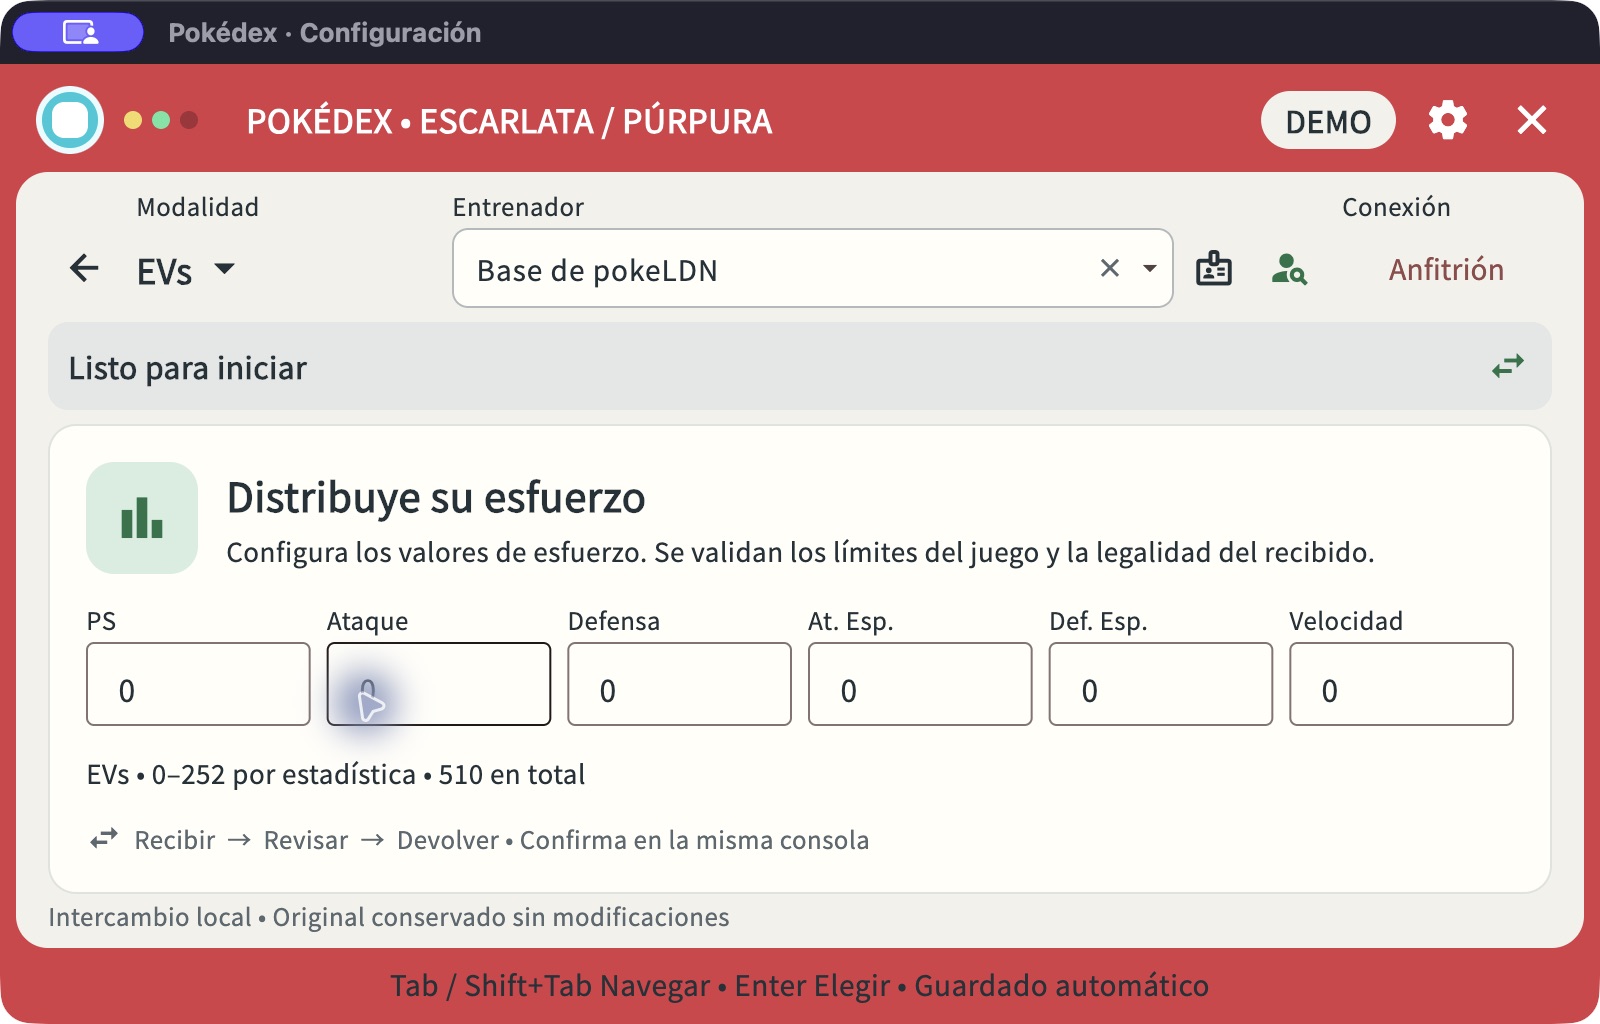 Pokédex · Configuración
POKÉDEX • ESCARLATA / PÚRPURA
DEMO
Modalidad
Entrenador
Conexión
EVs
Base de pokeLDN
Anfitrión
Listo para iniciar
Distribuye su esfuerzo
Configura los valores de esfuerzo. Se validan los límites del juego y la legalidad del recibido.
PS
Ataque
Defensa
At. Esp.
Def. Esp.
Velocidad
0
0
0
0
0
0
EVs • 0–252 por estadística • 510 en total
Recibir → Revisar → Devolver • Confirma en la misma consola
Intercambio local • Original conservado sin modificaciones
Tab / Shift+Tab Navegar • Enter Elegir • Guardado automático